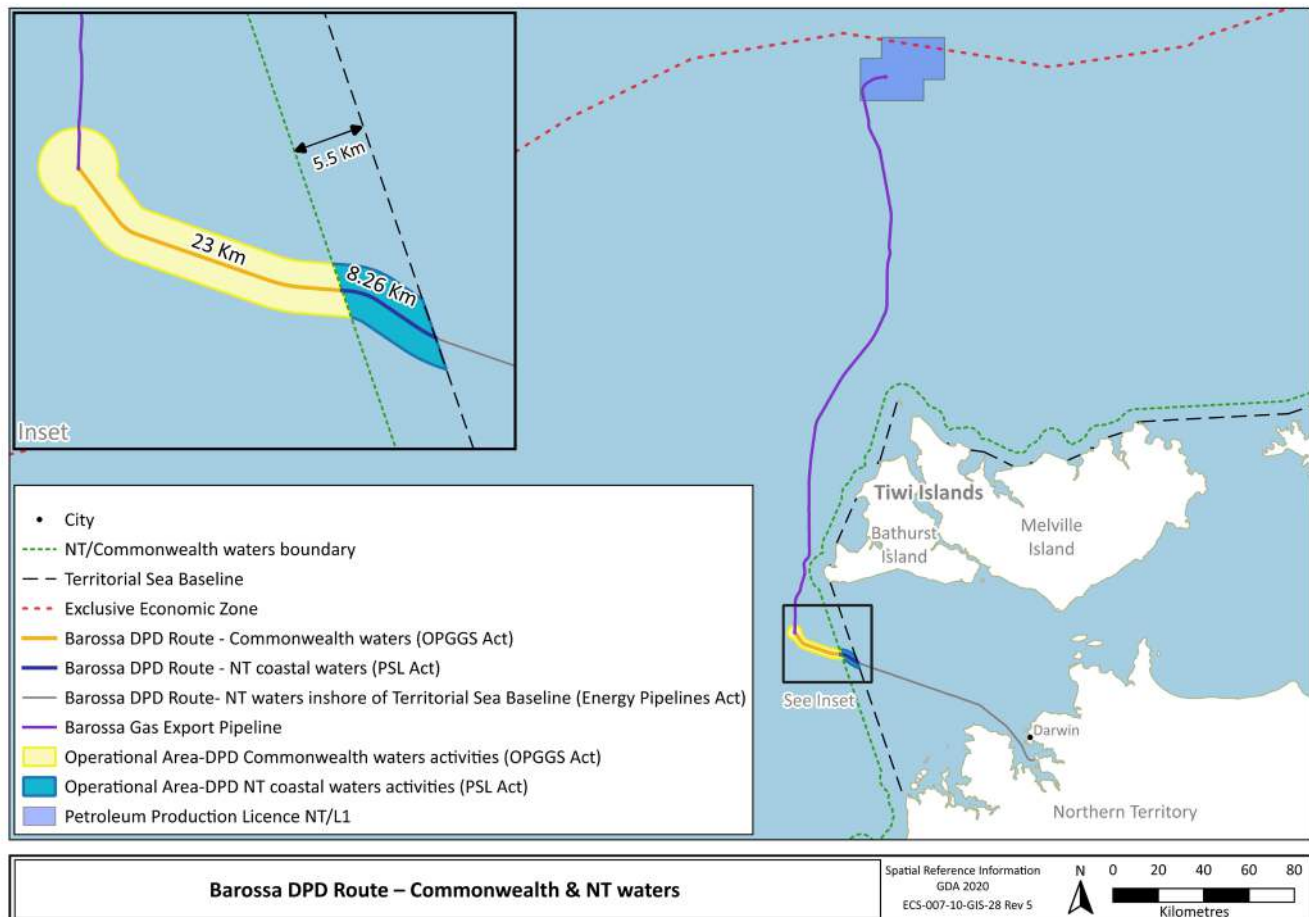 5.5 Km
23 Km
8.26 Km
Inset
Tiwi Islands
Bathurst
Island
Melville
Island
See Inset
Darwin
Northern Territory
City
NT/Commonwealth waters boundary
Territorial Sea Baseline
Exclusive Economic Zone
Barossa DPD Route - Commonwealth waters (OPGGS Act)
Barossa DPD Route - NT coastal waters (PSL Act)
Barossa DPD Route- NT waters inshore of Territorial Sea Baseline (Energy Pipelines Act)
Barossa Gas Export Pipeline
Operational Area-DPD Commonwealth waters activities (OPGGS Act)
Operational Area-DPD NT coastal waters activities (PSL Act)
Petroleum Production Licence NT/L1
Barossa DPD Route – Commonwealth & NT waters
Spatial Reference Information
GDA 2020
ECS-007-10-GIS-28 Rev 5
N
0 20 40 60 80
Kilometres